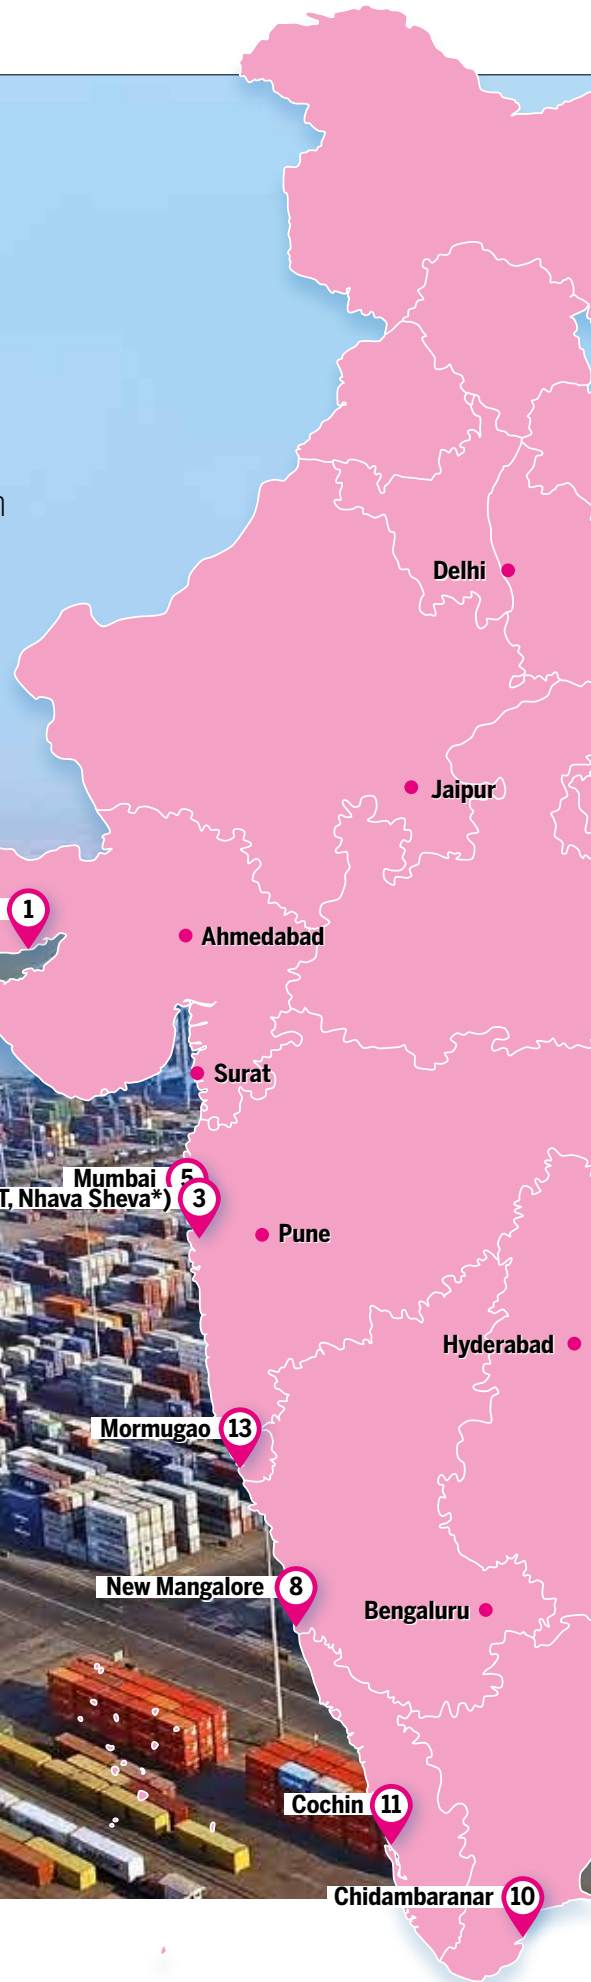 Delhi
Jaipur
1
Ahmedabad
Surat
Mumbai 5
T, Nhava Sheva*) 3
Pune
Hyderabad
Mormugao 13
New Mangalore 8
Bengaluru
Cochin 11
Chidambaranar 10